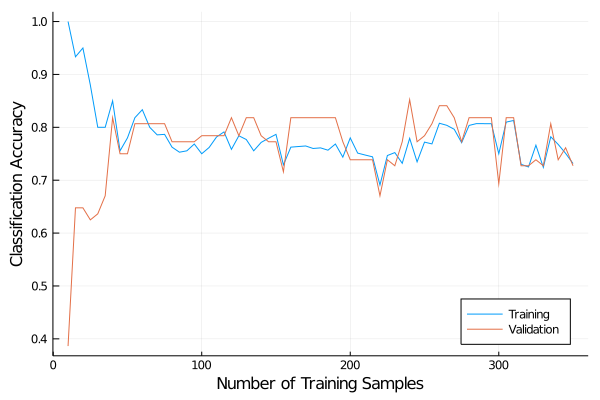 Classification Accuracy
1.0
0.9
0.8
0.7
0.6
0.5
0.4
0
100
200
300
Number of Training Samples
Training
Validation